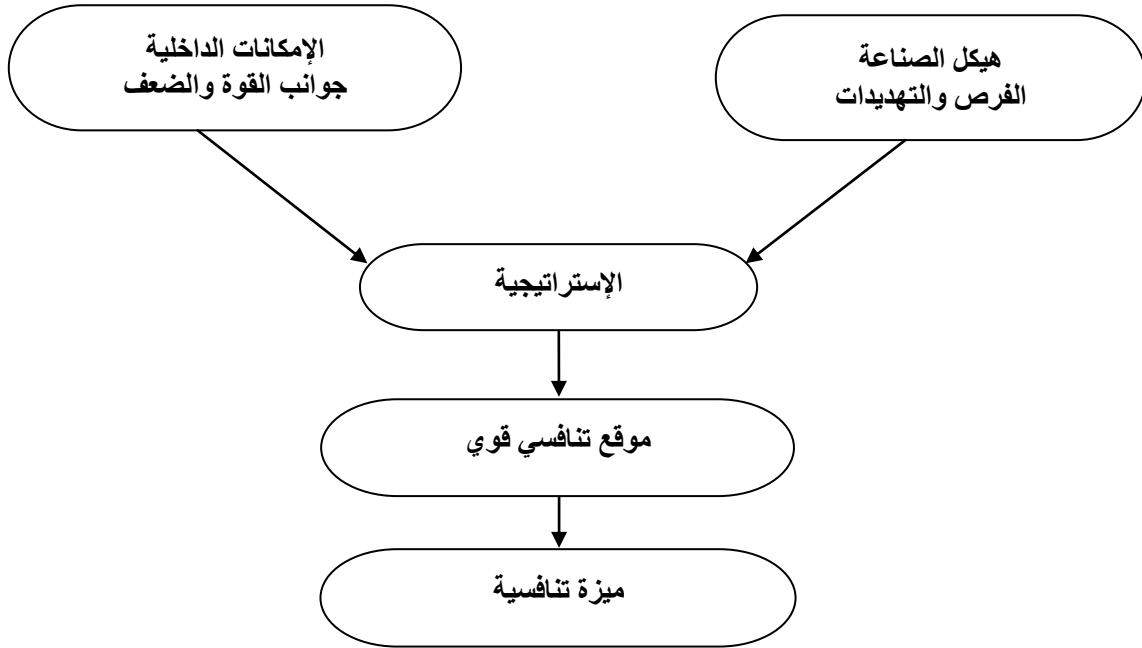 هيكل الصناعة
الفرص والتهديدات
الإمكانات الداخلية
جوانب القوة والضعف
الإستراتيجية
موقع تنافسي قوي
ميزة تنافسية